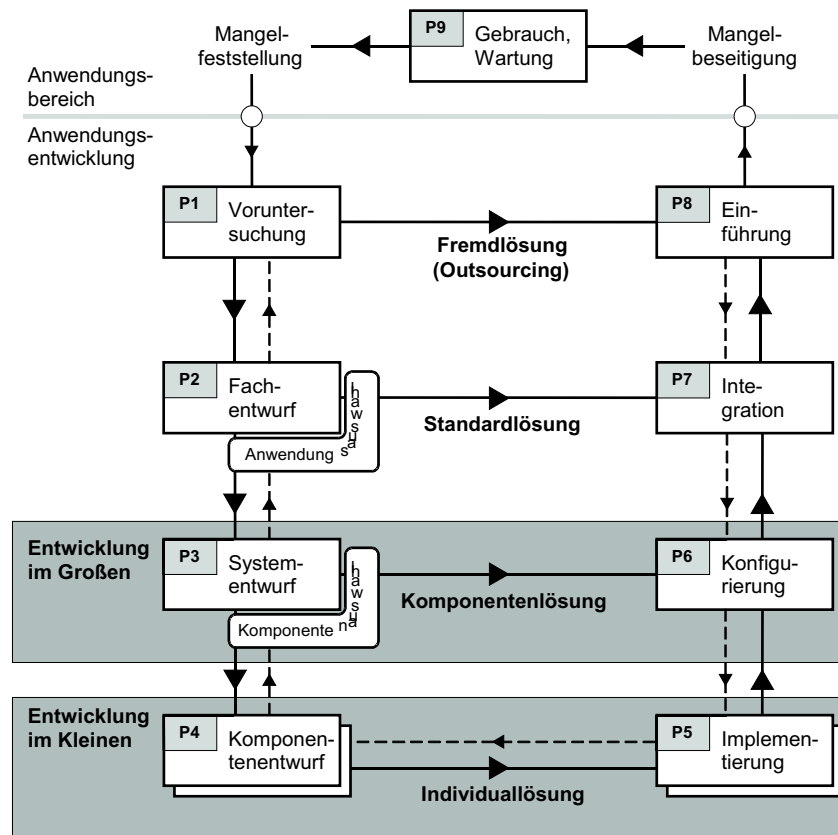 Mangel-
feststellung
P9
Gebrauch,
Wartung
Mangel-
beseitigung
Anwendungs-
bereich
Anwendungs-
entwicklung
P1
Vorunter-
suchung
Fremdlösung
(Outsourcing)
P8
Ein-
führung
P2
Fach-
entwurf
Anwendung
Standardlösung
P7
Inte-
gration
Entwicklung
im Großen
P3
System-
entwurf
Komponente
Komponentenlösung
P6
Konfigu-
rierung
Entwicklung
im Kleinen
P4
Komponen-
tenentwurf
Individuallösung
P5
Implemen-
tierung